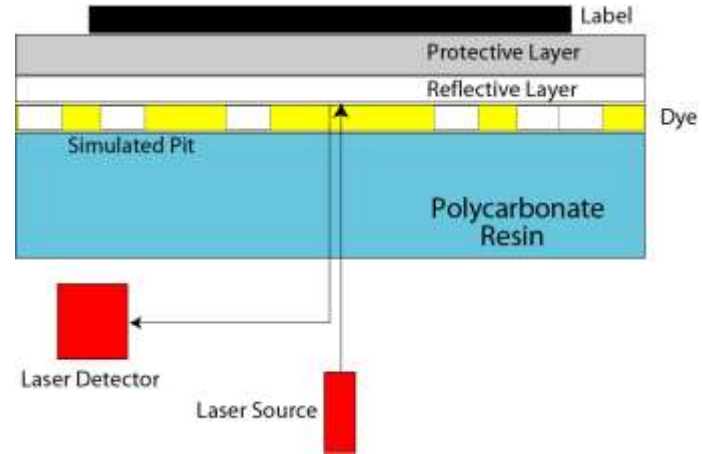 Label
Protective Layer
Reflective Layer
Dye
Simulated Pit
Polycarbonate
Resin
Laser Detector
Laser Source